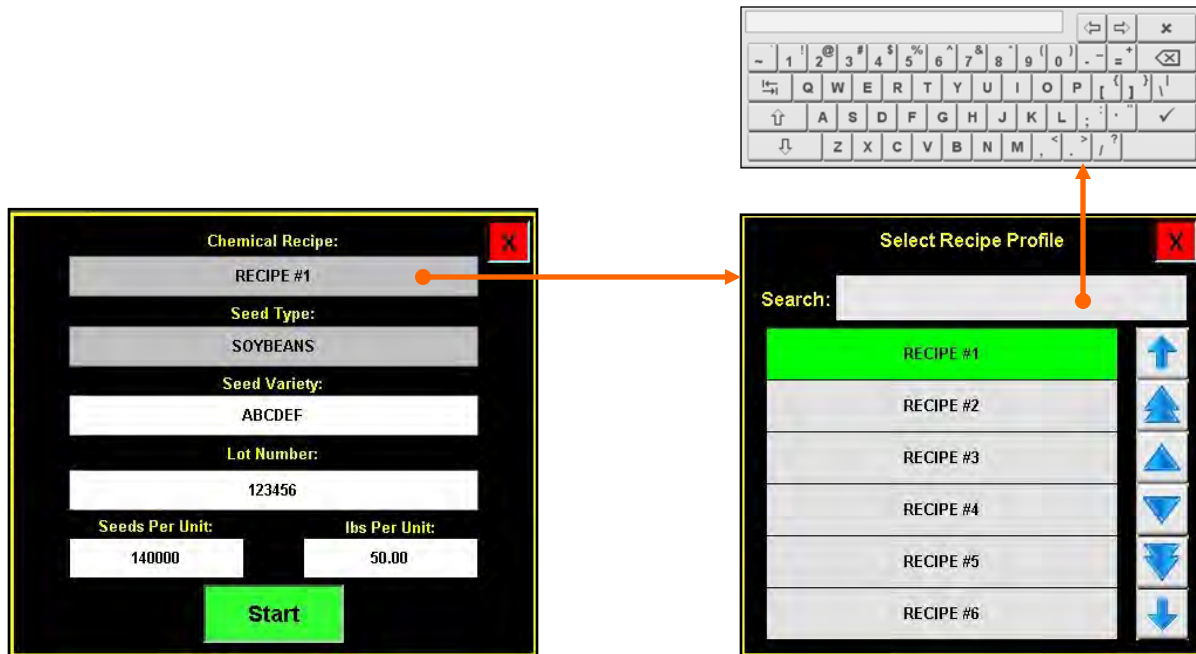 ~ ` 1 ! 2 @ 3 # 4 $ 5 % 6 ^ 7 & 8 * 9 ( 0 ) - _ = +
Q W E R T Y U I O P [ { ] } \ |
A S D F G H J K L ; : ' "
Z X C V B N M , < . > / ?
Chemical Recipe:
X
RECIPE #1
Seed Type:
SOYBEANS
Seed Variety:
ABCDEF
Lot Number:
123456
Seeds Per Unit:
lbs Per Unit:
140000
50.00
Start
Select Recipe Profile
X
Search:
RECIPE #1
RECIPE #2
RECIPE #3
RECIPE #4
RECIPE #5
RECIPE #6